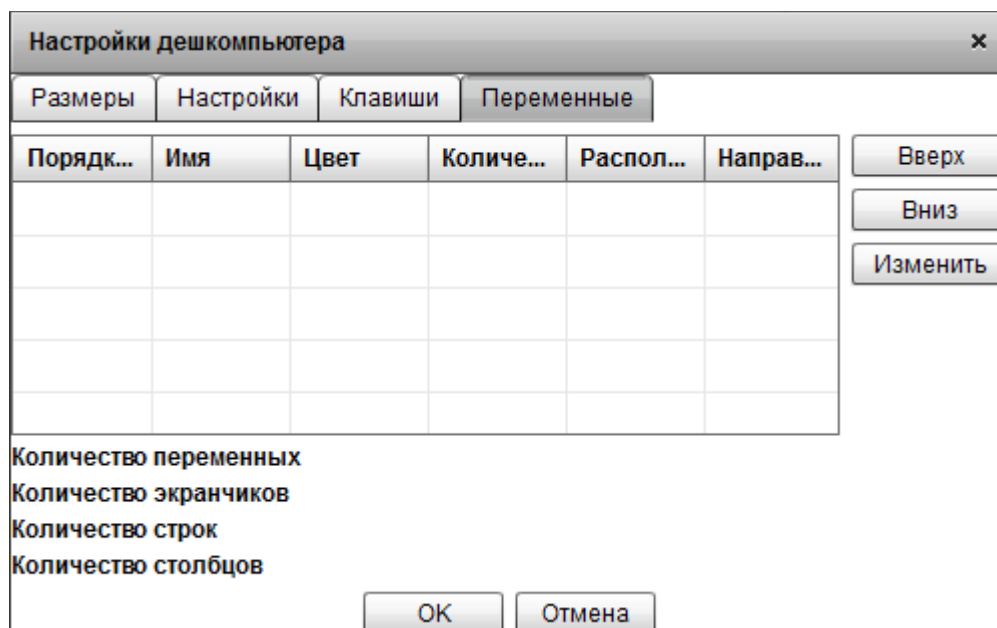 Настройки дешкомпьютера ×
Размеры Настройки Клавиши Переменные
Порядк... Имя Цвет Количе... Распол... Направ... Вверх
Вниз
Изменить
Количество переменных
Количество экранчиков
Количество строк
Количество столбцов
OK Отмена